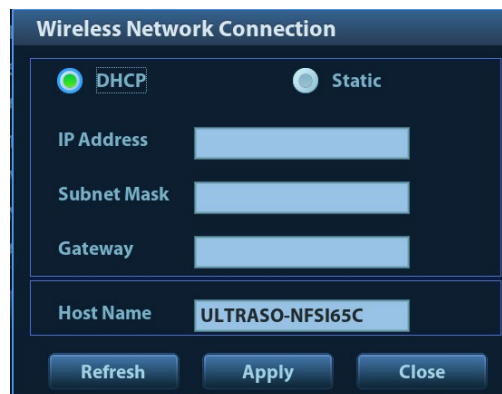 Wireless Network Connection
DHCP Static
IP Address
Subnet Mask
Gateway
Host Name ULTRASO-NFSI65C
Refresh Apply Close